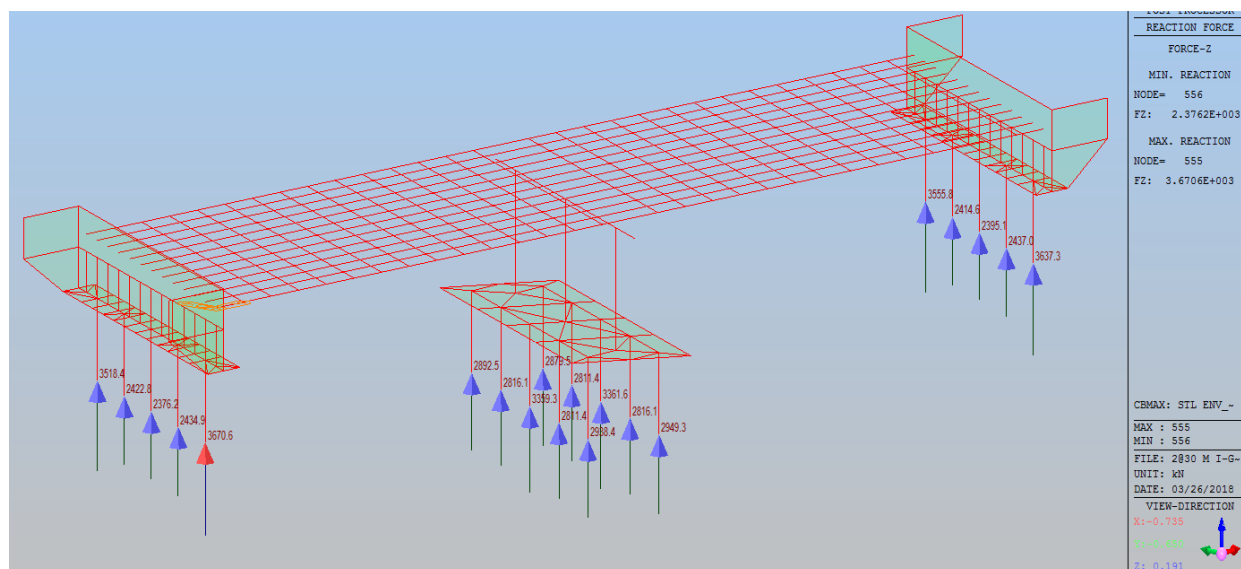 POST-PROCESSOR
REACTION FORCE
FORCE-Z
MIN. REACTION
NODE= 556
FZ: 2.3762E+003
MAX. REACTION
NODE= 555
FZ: 3.6706E+003
3555.8
2414.6
2395.1
2437.0
3637.3
2892.5
2879.5
2816.1
2811.4
3359.3
3361.6
2811.4
2816.1
2938.4
2949.3
3518.4
2422.8
2376.2
2434.9
3670.6
CBMAX: STL ENV_~
MAX : 555
MIN : 556
FILE: 2@30 M I-G~
UNIT: kN
DATE: 03/26/2018
VIEW-DIRECTION
X:-0.735
Z: 0.191